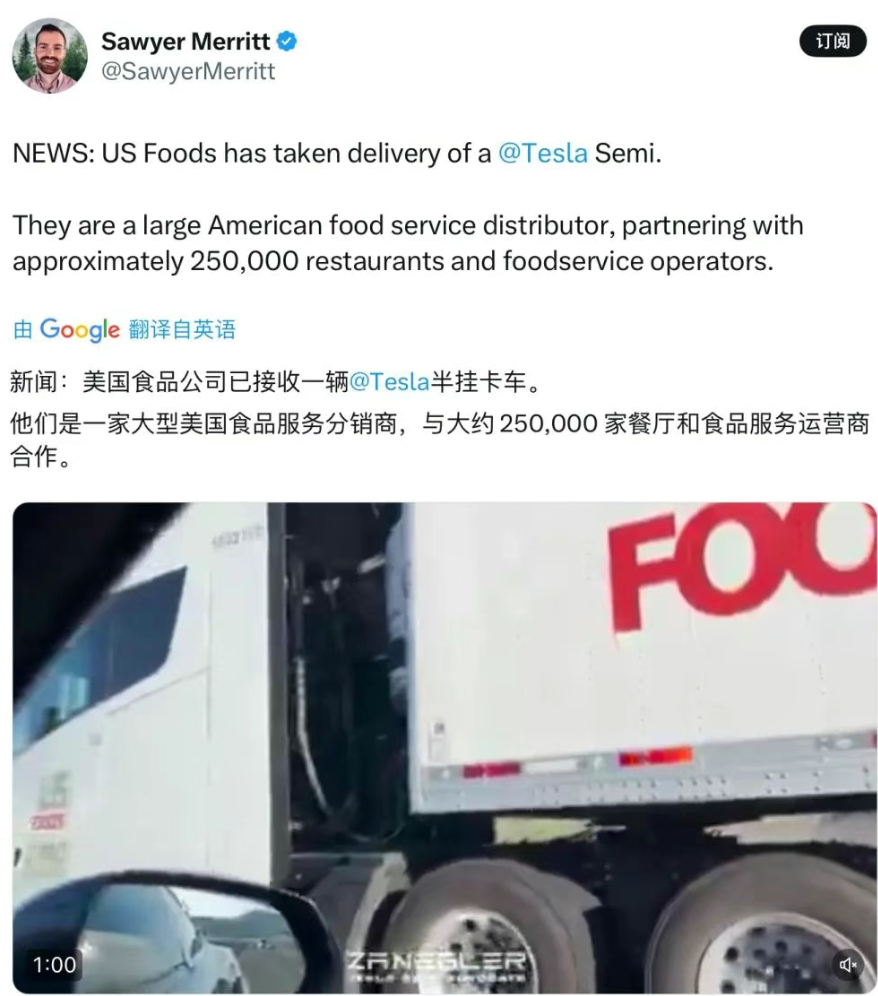 Sawyer Merritt
订阅
@SawyerMerritt
NEWS: US Foods has taken delivery of a @Tesla Semi.
They are a large American food service distributor, partnering with
approximately 250,000 restaurants and foodservice operators.
由 Google 翻译自英语
新闻：美国食品公司已接收一辆@Tesla半挂卡车。
他们是一家大型美国食品服务分销商，与大约 250,000 家餐厅和食品服务运营商
合作。
FOO
US
FOODS
1:00
ZANEGLER